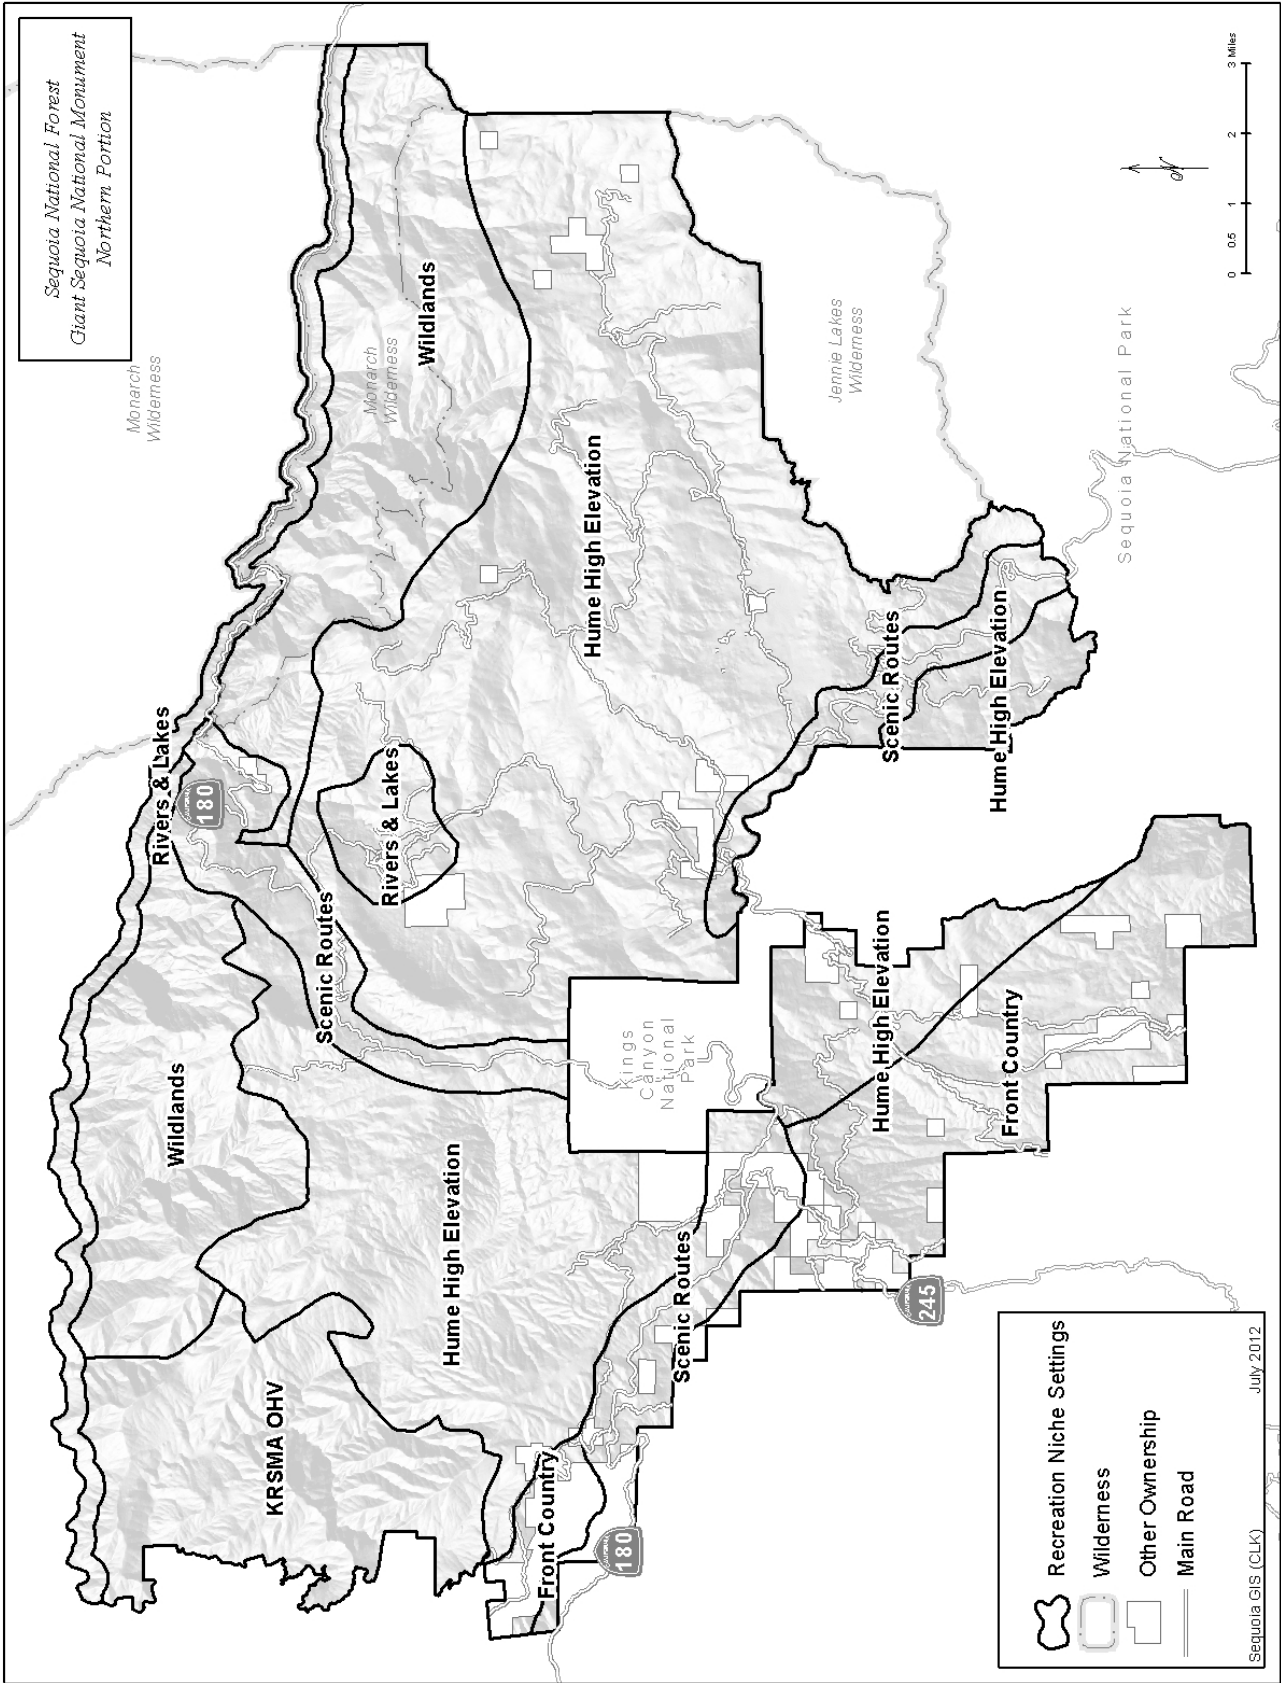 Sequoia National Forest
Giant Sequoia National Monument
Northern Portion
Monarch
Wilderness
Monarch
Wilderness
Wildlands
Rivers & Lakes
180
Wildlands
Scenic Routes
Rivers & Lakes
Hume High Elevation
KRSMA OHV
Hume High Elevation
Kings
Canyon
National
Park
Jennie Lakes
Wilderness
Front Country
180
Scenic Routes
Scenic Routes
Hume High Elevation
Hume High Elevation
Front Country
245
Sequoia National Park
N
0 0.5 1 2 3 Miles
Recreation Niche Settings
Wilderness
Other Ownership
Main Road
Sequoia GIS (CLK) July 2012